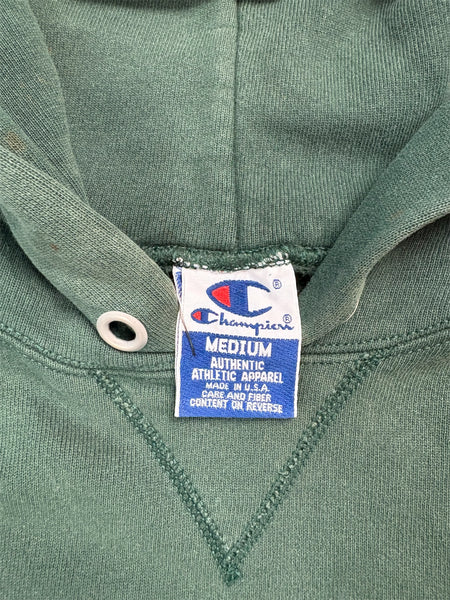 ®
Champion®
MEDIUM
AUTHENTIC
ATHLETIC APPAREL
MADE IN U.S.A.
CARE AND FIBER
CONTENT ON REVERSE